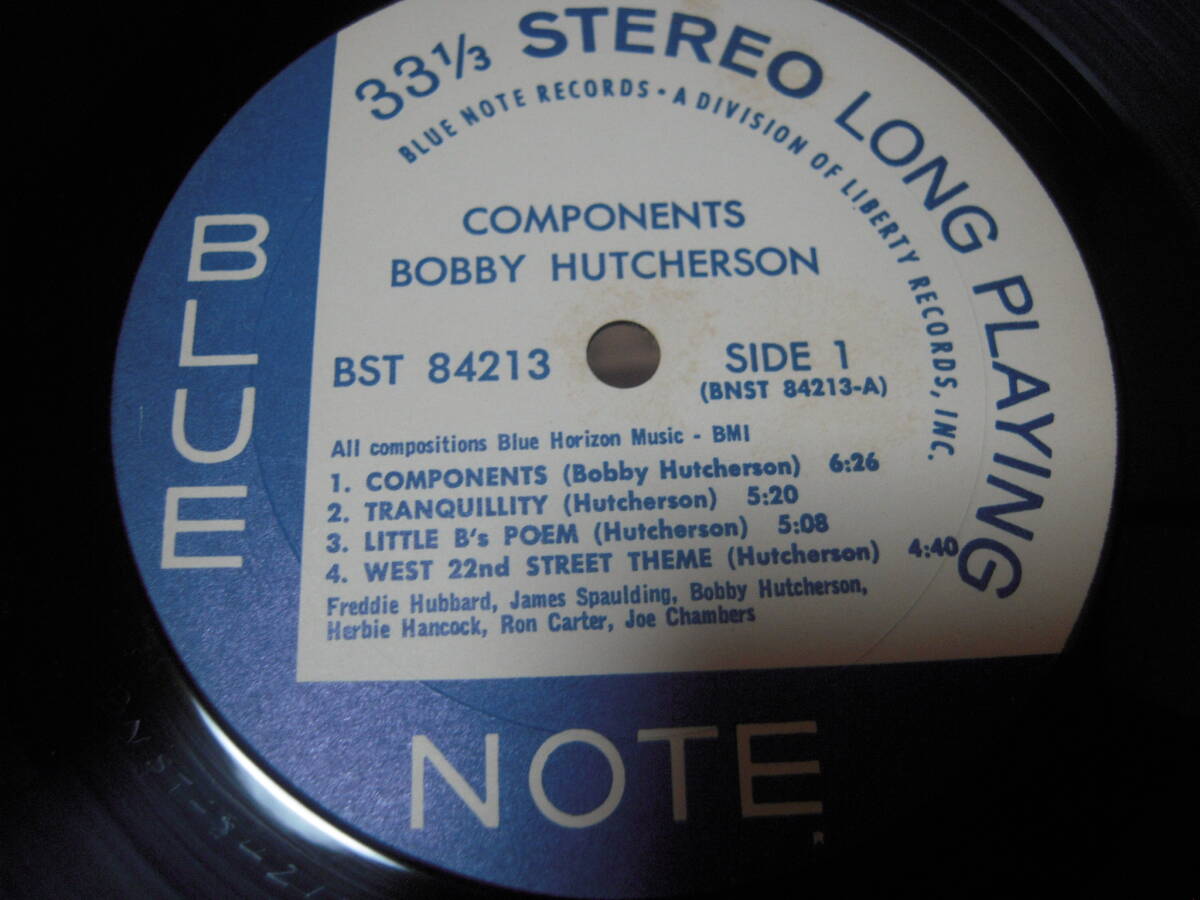 33⅓ STEREO LONG PLAYING
BLUE NOTE RECORDS • A DIVISION OF LIBERTY RECORDS, INC.
COMPONENTS
BOBBY HUTCHERSON
BST 84213
SIDE 1
(BNST 84213-A)
All compositions Blue Horizon Music - BMI
1. COMPONENTS (Bobby Hutcherson) 6:26
2. TRANQUILLITY (Hutcherson) 5:20
3. LITTLE B's POEM (Hutcherson) 5:08
4. WEST 22nd STREET THEME (Hutcherson) 4:40
Freddie Hubbard, James Spaulding, Bobby Hutcherson,
Herbie Hancock, Ron Carter, Joe Chambers
BLUE
NOTE